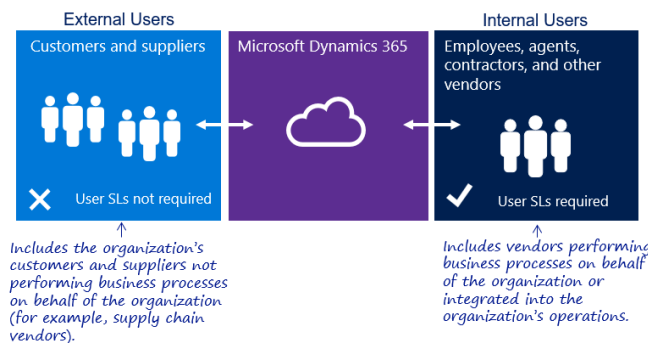 External Users
Internal Users
Customers and suppliers
Microsoft Dynamics 365
Employees, agents,
contractors, and other
vendors
User SLs not required
User SLs required
Includes the organization's
customers and suppliers not
performing business processes
on behalf of the organization
(for example, supply chain
vendors).
Includes vendors performing
business processes on behalf
of the organization or
integrated into the
organization's operations.